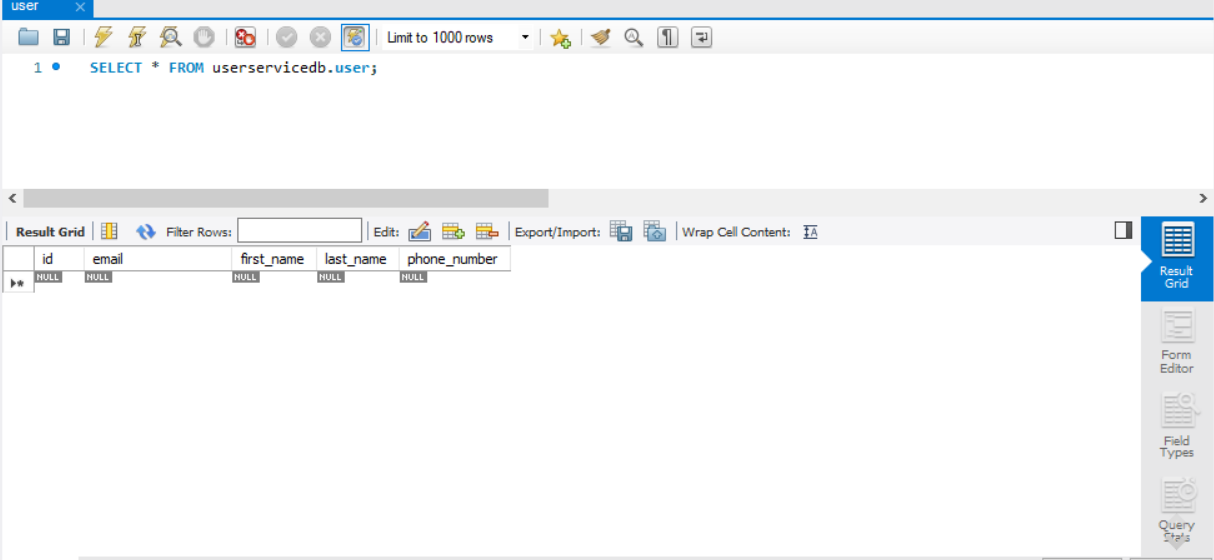 user
Limit to 1000 rows
1 SELECT * FROM userservicedb.user;
Result Grid Filter Rows: Edit: Export/Import: Wrap Cell Content: IA
id email first_name last_name phone_number
NULL NULL NULL NULL NULL
Result
Grid
Form
Editor
Field
Types
Query
Stats